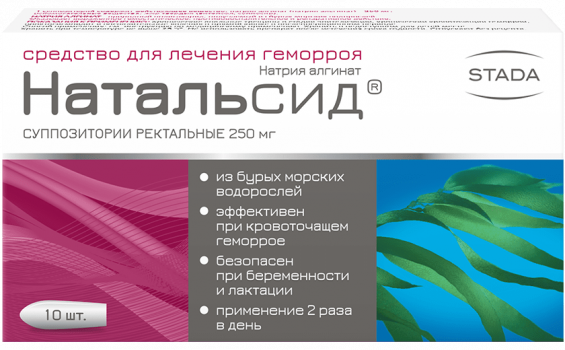 средство для лечения геморроя
Натрия алгинат
Натальсид®
СУППОЗИТОРИИ РЕКТАЛЬНЫЕ 250 мг
STADA
из бурых морских
водорослей
эффективен
при кровоточащем
геморрое
безопасен
при беременности
и лактации
применение 2 раза
в день
10 шт.